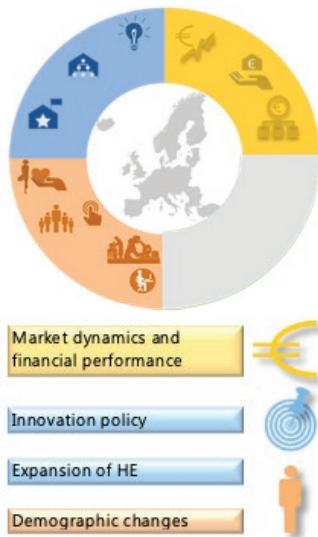 Market dynamics and
financial performance
Innovation policy
Expansion of HE
Demographic changes